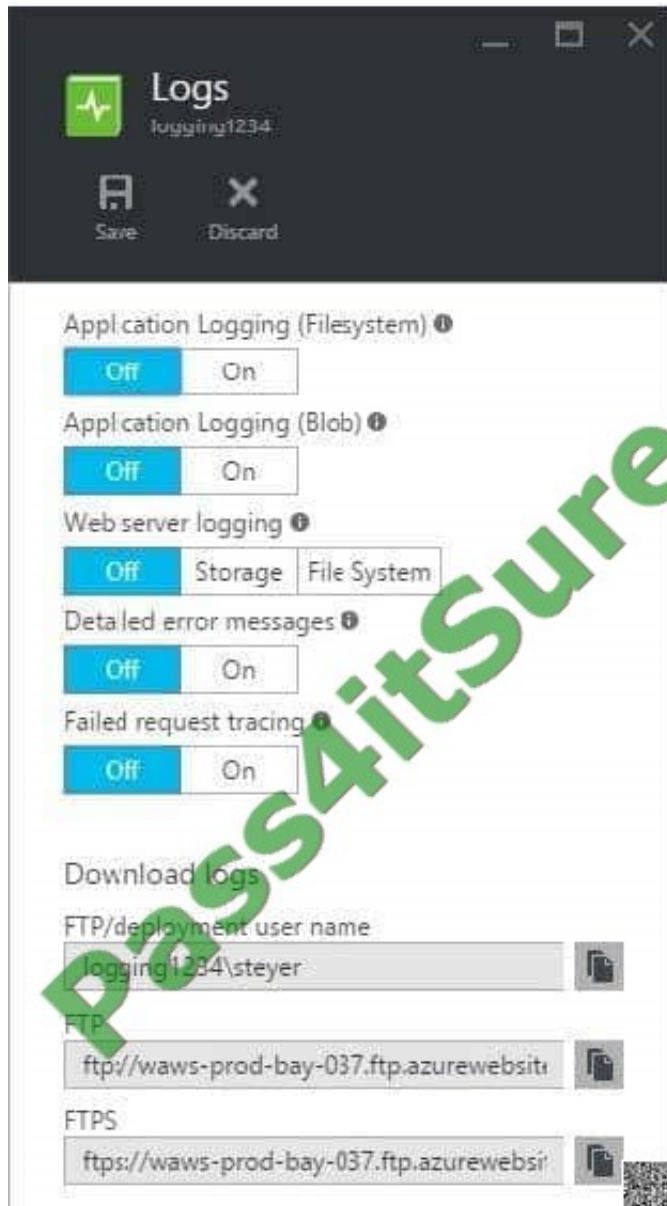 Logs
logging1234
Save Discard
Application Logging (Filesystem)
Off On
Application Logging (Blob)
Off On
Web server logging
Off Storage File System
Detailed error messages
Off On
Failed request tracing
Off On
Download logs
FTP/deployment user name
logging1234\steyer
FTP
ftp://waws-prod-bay-037.ftp.azurewebsite
FTPS
ftps://waws-prod-bay-037.ftp.azurewebsi
Pass4itSure